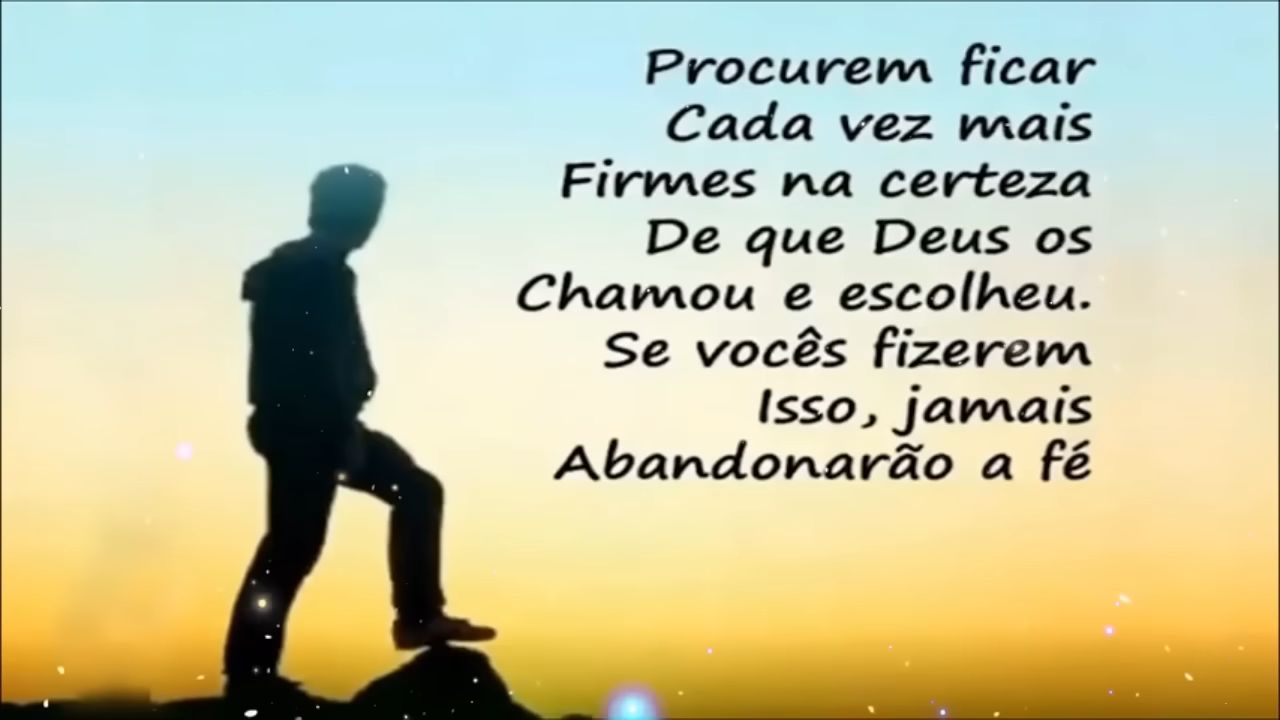 Procurem ficar
Cada vez mais
Firmes na certeza
De que Deus os
Chamou e escolheu.
Se vocês fizerem
Isso, jamais
Abandonarão a fé